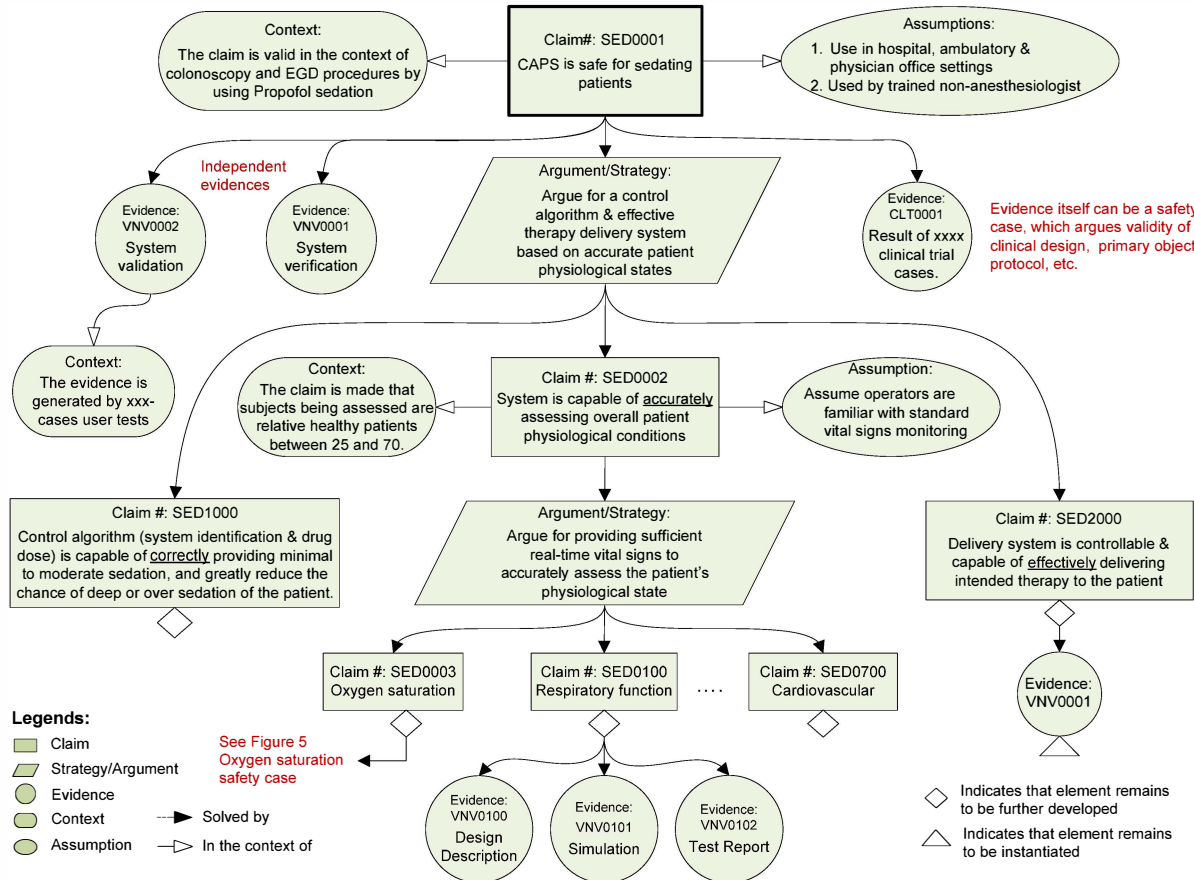 Context:
The claim is valid in the context of
colonoscopy and EGD procedures by
using Propofol sedation
Claim#: SED0001
CAPS is safe for sedating
patients
Assumptions:
1. Use in hospital, ambulatory &
physician office settings
2. Used by trained non-anesthesiologist
Independent
evidences
Evidence:
VNV0002
System
validation
Evidence:
VNV0001
System
verification
Argument/Strategy:
Argue for a control
algorithm & effective
therapy delivery system
based on accurate patient
physiological states
Evidence:
CLT0001
Result of xxxx
clinical trial
cases.
Evidence itself can be a safety
case, which argues validity of
clinical design, primary object
protocol, etc.
Context:
The evidence is
generated by xxx-
cases user tests
Context:
The claim is made that
subjects being assessed are
relative healthy patients
between 25 and 70.
Claim #: SED0002
System is capable of accurately
assessing overall patient
physiological conditions
Assumption:
Assume operators are
familiar with standard
vital signs monitoring
Claim #: SED1000
Control algorithm (system identification & drug
dose) is capable of correctly providing minimal
to moderate sedation, and greatly reduce the
chance of deep or over sedation of the patient.
Argument/Strategy:
Argue for providing sufficient
real-time vital signs to
accurately assess the patient's
physiological state
Claim #: SED2000
Delivery system is controllable &
capable of effectively delivering
intended therapy to the patient
Claim #: SED0003
Oxygen saturation
Claim #: SED0100
Respiratory function
....
Claim #: SED0700
Cardiovascular
Evidence:
VNV0001
See Figure 5
Oxygen saturation
safety case
Evidence:
VNV0100
Design
Description
Evidence:
VNV0101
Simulation
Evidence:
VNV0102
Test Report
Legends:
Claim
Strategy/Argument
Evidence
Context
Assumption
Solved by
In the context of
Indicates that element remains
to be further developed
Indicates that element remains
to be instantiated